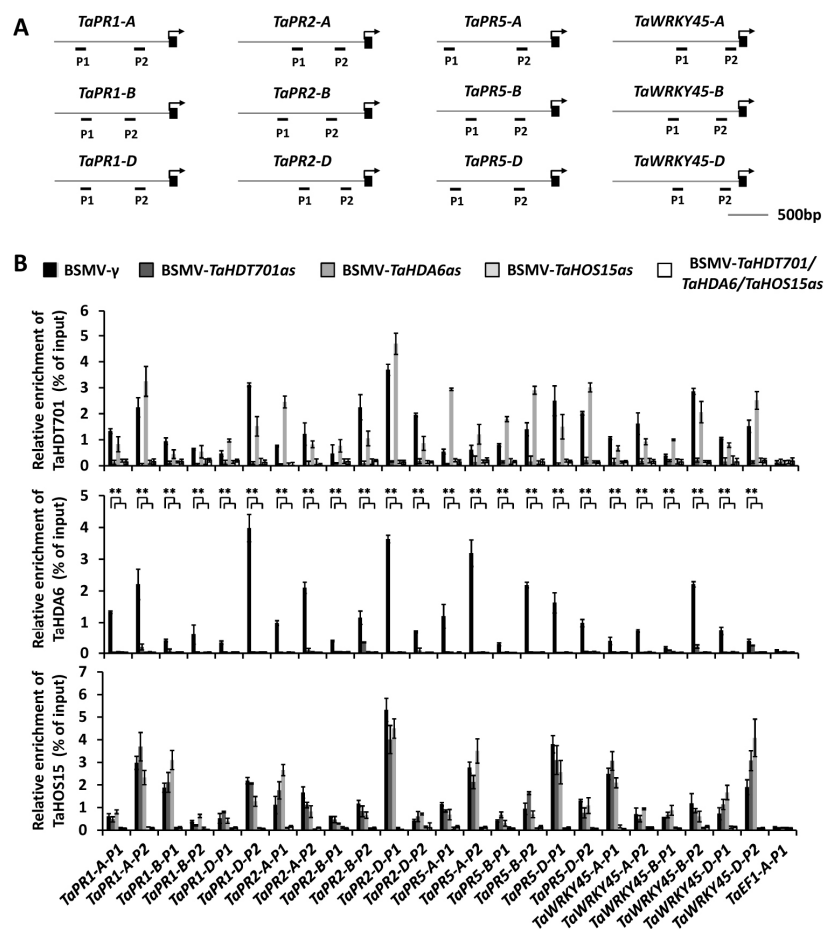 A
TaPR1-A TaPR2-A TaPR5-A TaWRKY45-A
P1 P2 P1 P2 P1 P2 P1 P2
TaPR1-B TaPR2-B TaPR5-B TaWRKY45-B
P1 P2 P1 P2 P1 P2 P1 P2
TaPR1-D TaPR2-D TaPR5-D TaWRKY45-D
P1 P2 P1 P2 P1 P2 P1 P2
500bp
B
BSMV-γ BSMV-TaHDT701as BSMV-TaHDA6as BSMV-TaHOS15as BSMV-TaHDT701/
TaHDA6/TaHOS15as
Relative enrichment of
TaHDT701 (% of input)
6
5
4
3
2
1
0
Relative enrichment of
TaHDA6 (% of input)
5
4
3
2
1
0
** ** ** ** ** ** ** ** ** ** ** ** ** ** ** ** ** ** ** ** ** ** ** **
Relative enrichment of
TaHOS15 (% of input)
7
6
5
4
3
2
1
0
TaPR1-A-P1
TaPR1-A-P2
TaPR1-B-P1
TaPR1-B-P2
TaPR1-D-P1
TaPR1-D-P2
TaPR2-A-P1
TaPR2-A-P2
TaPR2-B-P1
TaPR2-B-P2
TaPR2-D-P1
TaPR2-D-P2
TaPR5-A-P1
TaPR5-A-P2
TaPR5-B-P1
TaPR5-B-P2
TaPR5-D-P1
TaPR5-D-P2
TaWRKY45-A-P1
TaWRKY45-A-P2
TaWRKY45-B-P1
TaWRKY45-B-P2
TaWRKY45-D-P1
TaWRKY45-D-P2
TaEF1-A-P1